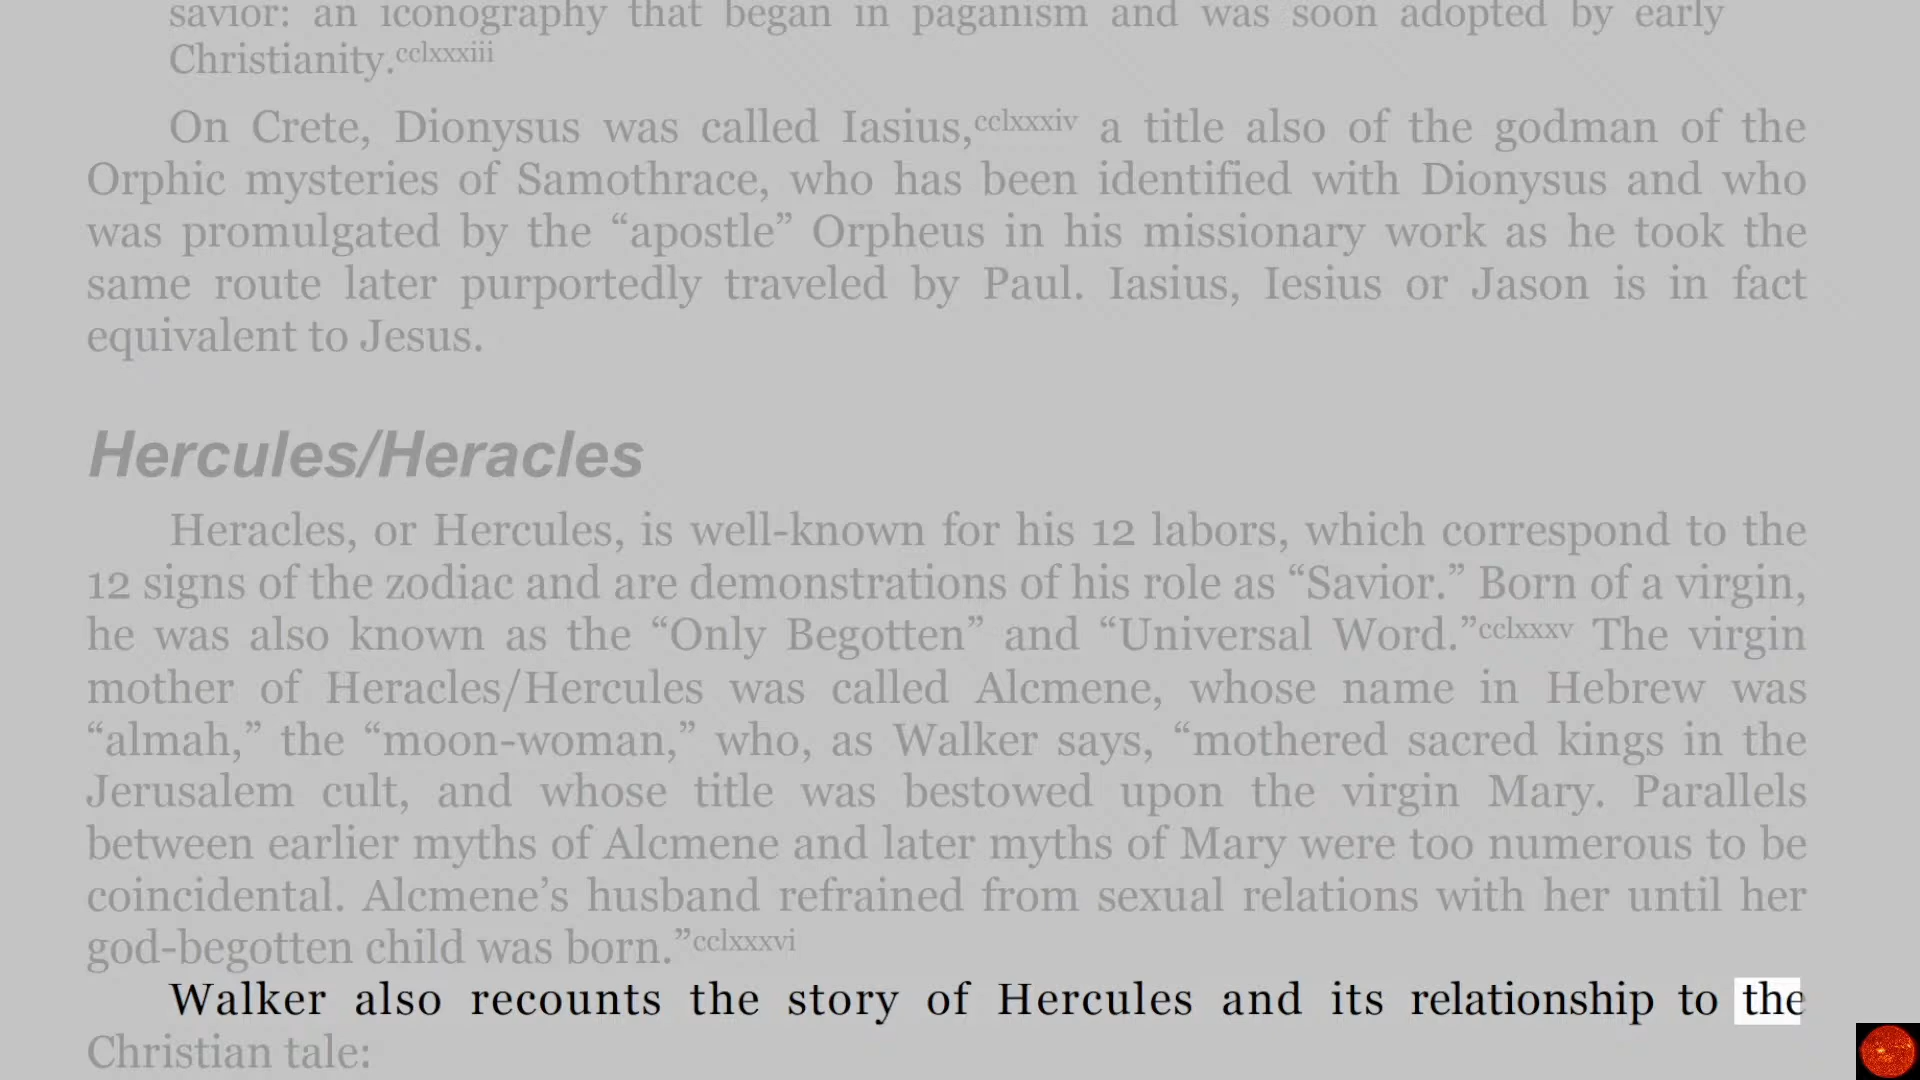 savior: an iconography that began in paganism and was soon adopted by early
Christianity.cclxxxiii
On Crete, Dionysus was called Iasius,cclxxxiv a title also of the godman of the
Orphic mysteries of Samothrace, who has been identified with Dionysus and who
was promulgated by the “apostle” Orpheus in his missionary work as he took the
same route later purportedly traveled by Paul. Iasius, Iesius or Jason is in fact
equivalent to Jesus.
Hercules/Heracles
Heracles, or Hercules, is well-known for his 12 labors, which correspond to the
12 signs of the zodiac and are demonstrations of his role as “Savior.” Born of a virgin,
he was also known as the “Only Begotten” and “Universal Word.”cclxxxv The virgin
mother of Heracles/Hercules was called Alcmene, whose name in Hebrew was
“almah,” the “moon-woman,” who, as Walker says, “mothered sacred kings in the
Jerusalem cult, and whose title was bestowed upon the virgin Mary. Parallels
between earlier myths of Alcmene and later myths of Mary were too numerous to be
coincidental. Alcmene’s husband refrained from sexual relations with her until her
god-begotten child was born.”cclxxxvi
Walker also recounts the story of Hercules and its relationship to the
Christian tale: